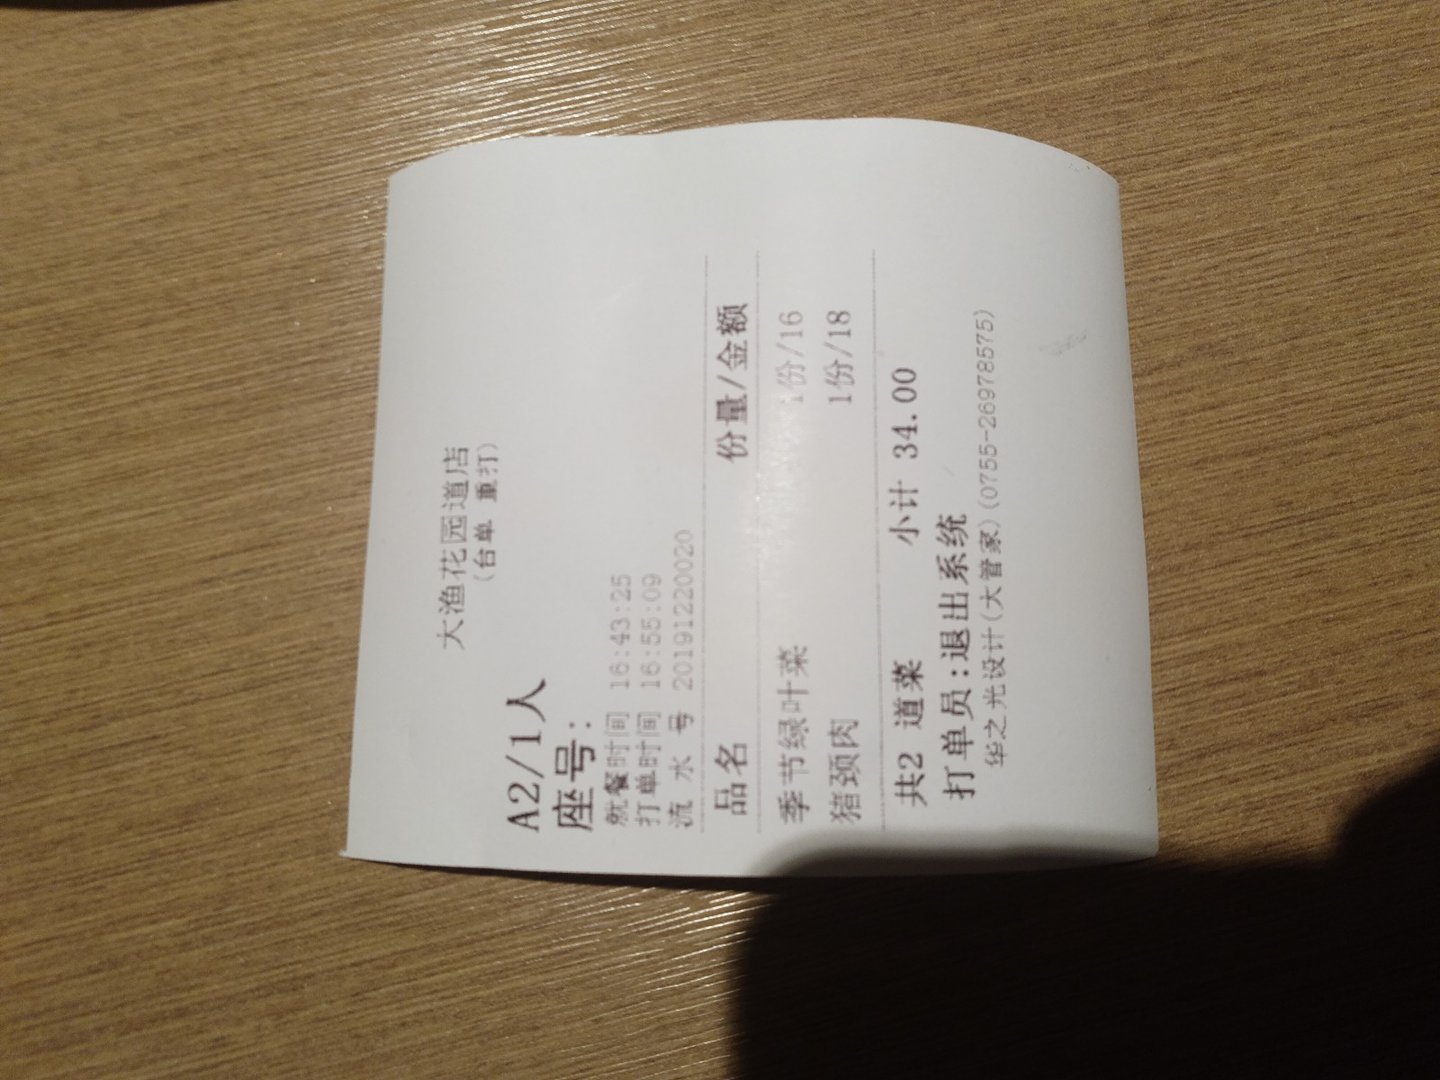 大渔花园道店
(台单 重打)
A2/1人
座号:
就餐时间 16:43:25
打单时间 16:55:09
流 水 号 20191220020
品名 份量/金额
季节绿叶菜 1份/16
猪颈肉 1份/18
共2 道菜 小计 34.00
打单员:退出系统
华之光设计(大管家)(0755-26978575)